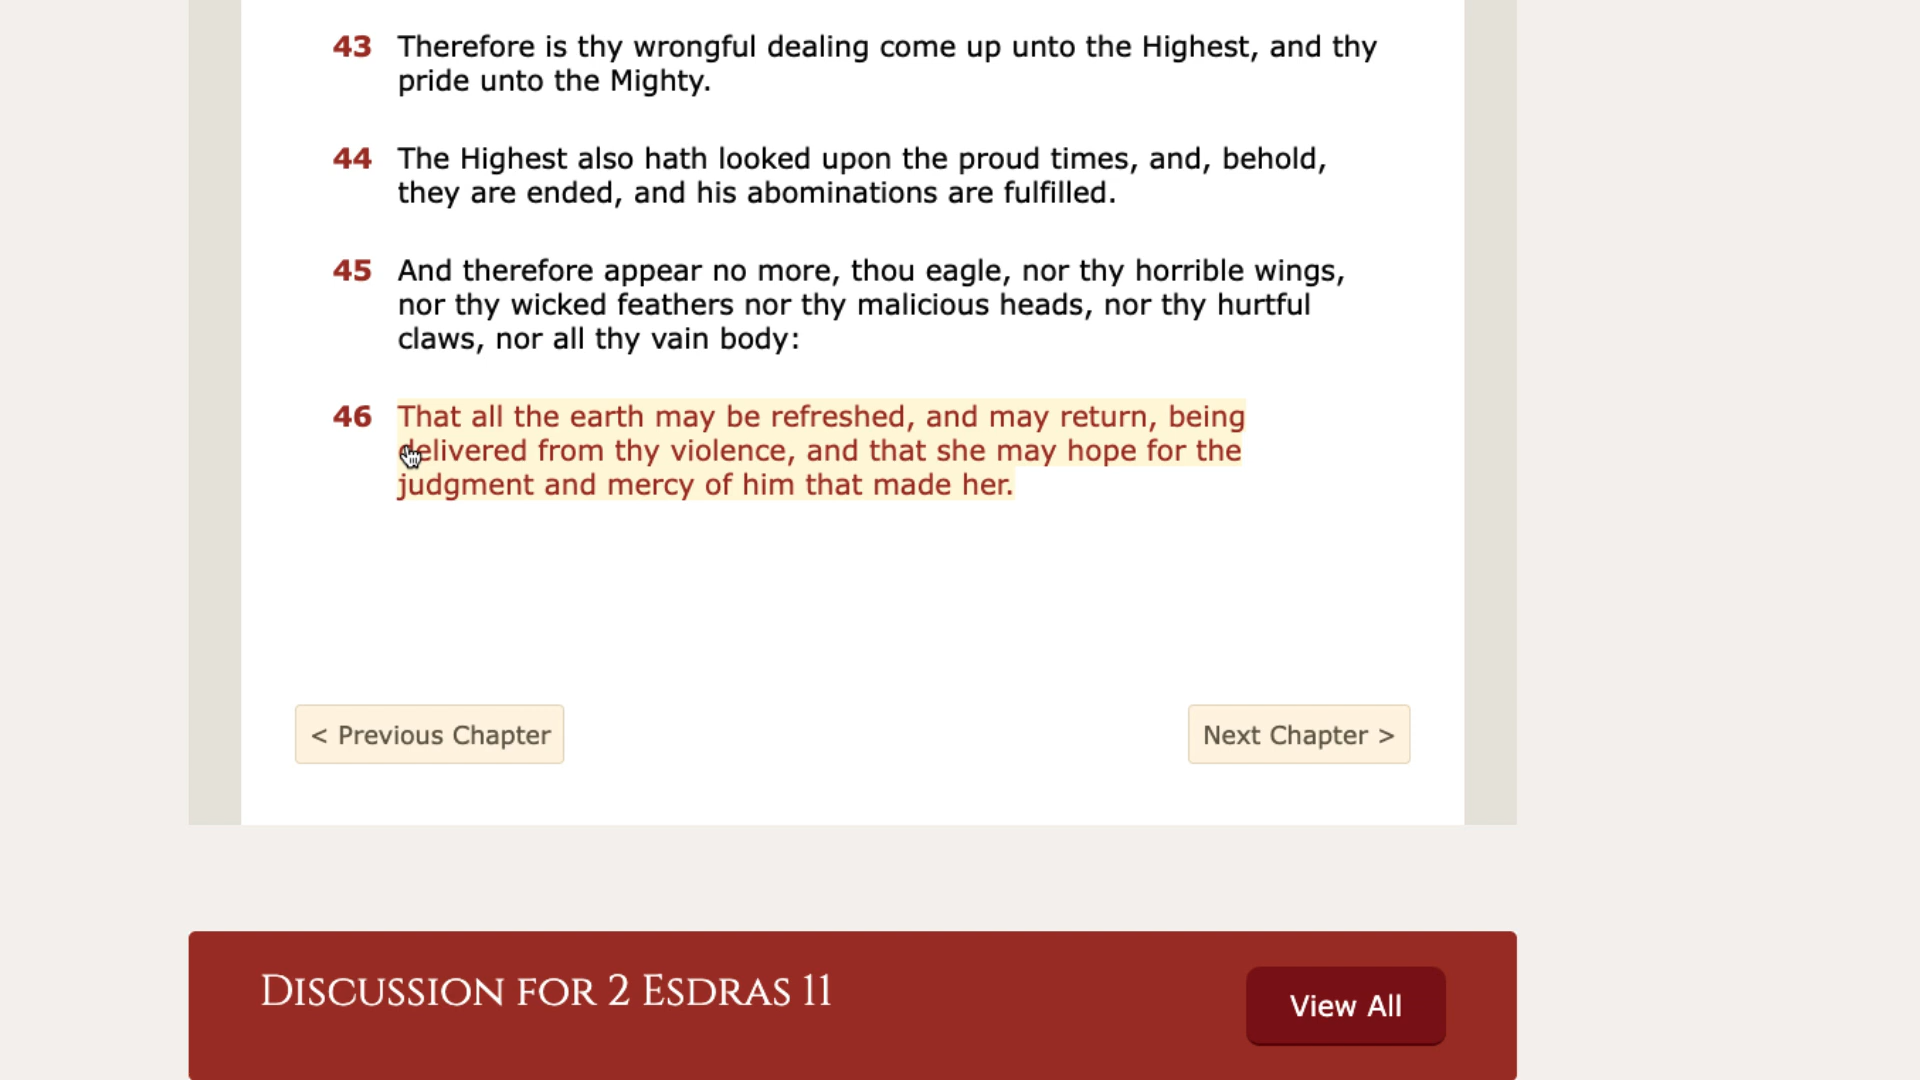 43 Therefore is thy wrongful dealing come up unto the Highest, and thy
pride unto the Mighty.
44 The Highest also hath looked upon the proud times, and, behold,
they are ended, and his abominations are fulfilled.
45 And therefore appear no more, thou eagle, nor thy horrible wings,
nor thy wicked feathers nor thy malicious heads, nor thy hurtful
claws, nor all thy vain body:
46 That all the earth may be refreshed, and may return, being
delivered from thy violence, and that she may hope for the
judgment and mercy of him that made her.
< Previous Chapter
Next Chapter >
Discussion for 2 Esdras 11
View All